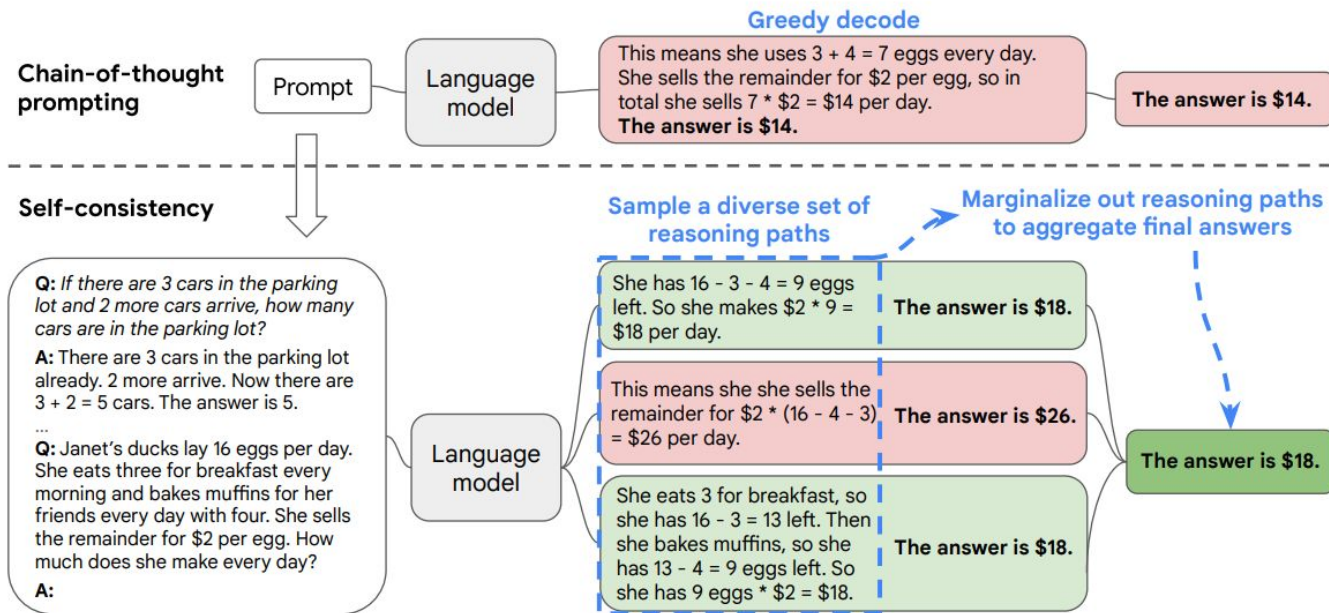 Greedy decode
Chain-of-thought
prompting
Prompt
Language
model
This means she uses 3 + 4 = 7 eggs every day.
She sells the remainder for $2 per egg, so in
total she sells 7 * $2 = $14 per day.
The answer is $14.
The answer is $14.
Self-consistency
Sample a diverse set of
reasoning paths
Marginalize out reasoning paths
to aggregate final answers
Q: If there are 3 cars in the parking
lot and 2 more cars arrive, how many
cars are in the parking lot?
A: There are 3 cars in the parking lot
already. 2 more arrive. Now there are
3 + 2 = 5 cars. The answer is 5.
...
Q: Janet's ducks lay 16 eggs per day.
She eats three for breakfast every
morning and bakes muffins for her
friends every day with four. She sells
the remainder for $2 per egg. How
much does she make every day?
A:
Language
model
She has 16 - 3 - 4 = 9 eggs
left. So she makes $2 * 9 =
$18 per day.
The answer is $18.
This means she she sells the
remainder for $2 * (16 - 4 - 3)
= $26 per day.
The answer is $26.
She eats 3 for breakfast, so
she has 16 - 3 = 13 left. Then
she bakes muffins, so she
has 13 - 4 = 9 eggs left. So
she has 9 eggs * $2 = $18.
The answer is $18.
The answer is $18.